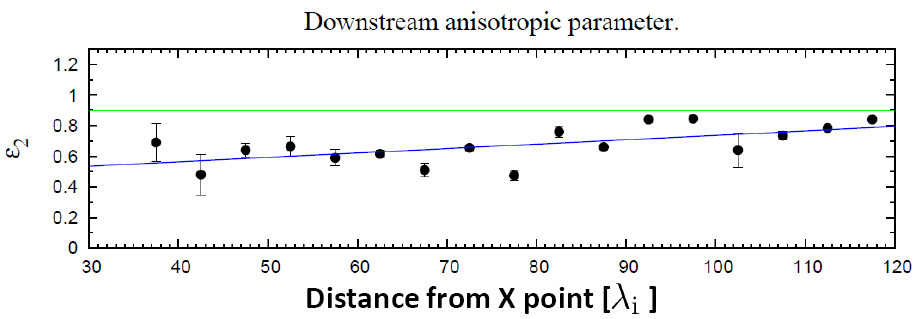 Downstream anisotropic parameter.
1.2
1
0.8
0.6
0.4
0.2
0
ε₂
30 40 50 60 70 80 90 100 110 120
Distance from X point [λᵢ ]